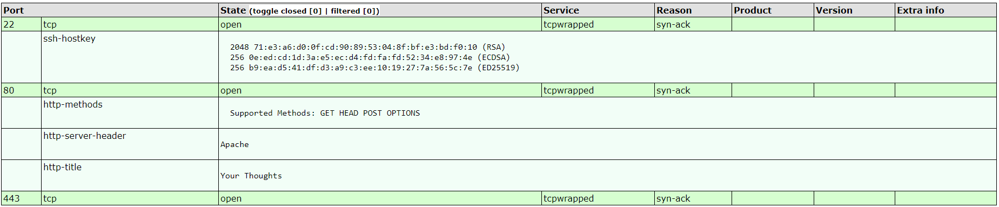 Port State (toggle closed [0] | filtered [0]) Service Reason Product Version Extra info
22 tcp open tcpwrapped syn-ack
ssh-hostkey
2048 71:e3:a6:d0:0f:cd:90:89:53:04:8f:bf:e3:bd:f0:10 (RSA)
256 0e:ed:cd:1d:3a:e5:ec:d4:fd:fa:fd:52:34:e8:97:4e (ECDSA)
256 b9:ea:d5:41:df:d3:a9:c3:ee:10:19:27:7a:56:5c:7e (ED25519)
80 tcp open tcpwrapped syn-ack
http-methods
Supported Methods: GET HEAD POST OPTIONS
http-server-header
Apache
http-title
Your Thoughts
443 tcp open tcpwrapped syn-ack